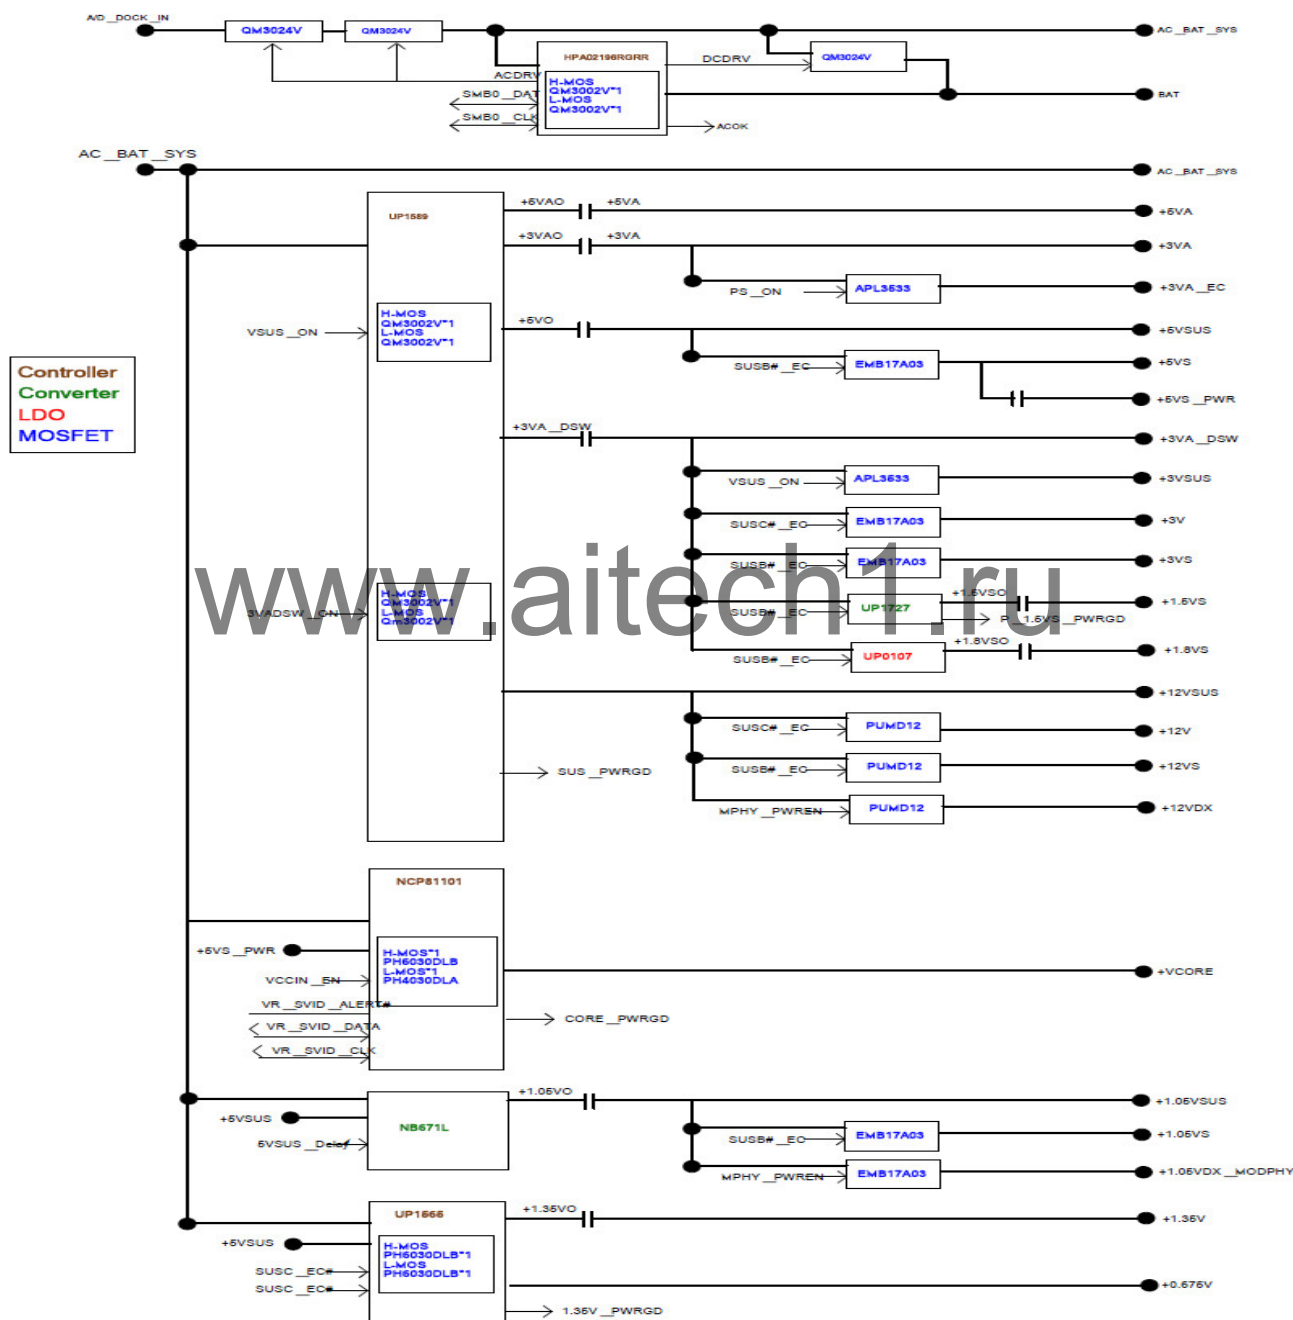 A/D_DOCK_IN
QM3024V
QM3024V
AC_BAT_SYS
HPA02196RGRR
DCDRV
QM3024V
ACDRV
H-MOS
QM3002V*1
L-MOS
QM3002V*1
SMB0_DAT
SMB0_CLK
BAT
ACOK
AC_BAT_SYS
AC_BAT_SYS
UP1589
+5VAO
+5VA
+5VA
+3VAO
+3VA
+3VA
PS_ON
APL3533
+3VA_EC
H-MOS
QM3002V*1
L-MOS
QM3002V*1
VSUS_ON
+5VO
+5VSUS
SUSB#_EC
EMB17A03
+5VS
+5VS_PWR
Controller
Converter
LDO
MOSFET
+3VA_DSW
+3VA_DSW
VSUS_ON
APL3533
+3VSUS
SUSC#_EC
EMB17A03
+3V
SUSB#_EC
EMB17A03
+3VS
www.aitech1.ru
H-MOS
QM3002V*1
L-MOS
Qm3002V*1
3VADSW_ON
SUSB#_EC
UP1727
+1.5VSO
+1.5VS
P_1.5VS_PWRGD
SUSB#_EC
UP0107
+1.8VSO
+1.8VS
+12VSUS
SUSC#_EC
PUMD12
+12V
SUSB#_EC
PUMD12
+12VS
SUS_PWRGD
MPHY_PWREN
PUMD12
+12VDX
NCP81101
+5VS_PWR
H-MOS*1
PH6030DLB
L-MOS*1
PH4030DLA
VCCIN_EN
+VCORE
VR_SVID_ALERT#
VR_SVID_DATA
VR_SVID_CLK
CORE_PWRGD
+5VSUS
5VSUS_Delay
NB671L
+1.05VO
+1.05VSUS
SUSB#_EC
EMB17A03
+1.05VS
MPHY_PWREN
EMB17A03
+1.05VDX_MODPHY
UP1565
+1.35VO
+1.35V
+5VSUS
H-MOS
PH6030DLB*1
L-MOS
PH6030DLB*1
SUSC_EC#
SUSC_EC#
+0.675V
1.35V_PWRGD